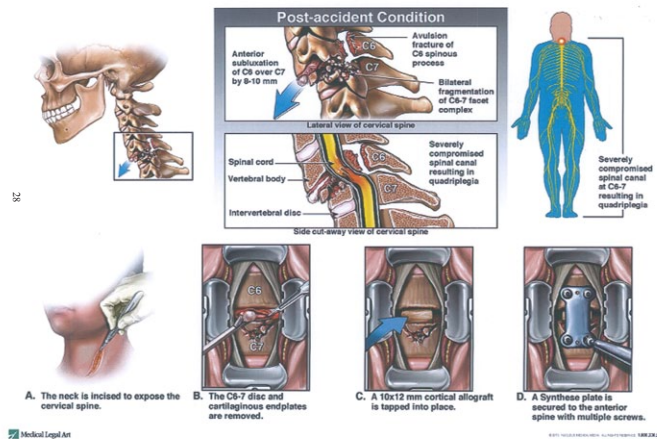 Post-accident Condition
Anterior
subluxation
of C6 over C7
by 8-10 mm
C6
C7
Avulsion
fracture of
C6 spinous
process
Bilateral
fragmentation
of C6-7 facet
complex
Lateral view of cervical spine
Spinal cord
Vertebral body
Intervertebral disc
C6
C7
Severely
compromised
spinal canal
resulting in
quadriplegia
Side cut-away view of cervical spine
Severely
compromised
spinal canal
at C6-7
resulting in
quadriplegia
28
C6
C7
A. The neck is incised to expose the
cervical spine.
B. The C6-7 disc and
cartilaginous endplates
are removed.
C. A 10x12 mm cortical allograft
is tapped into place.
D. A Synthese plate is
secured to the anterior
spine with multiple screws.
Medical Legal Art